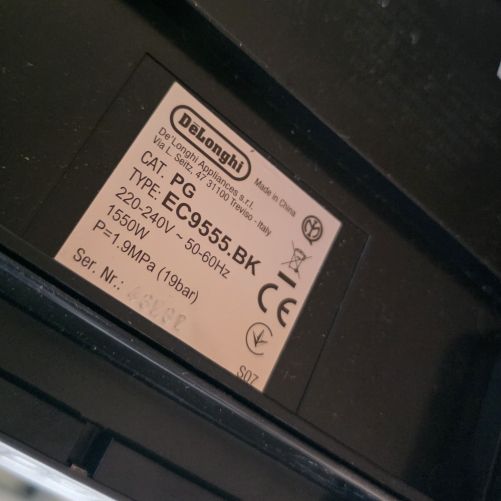 DeLonghi
De'Longhi Appliances s.r.l.
Via L. Seitz, 47 31100 Treviso - Italy
Made in China
CAT. PG
TYPE: EC9555.BK
220-240V ~ 50-60Hz
1550W
P=1.9MPa (19bar)
Ser. Nr.:
CE
S07